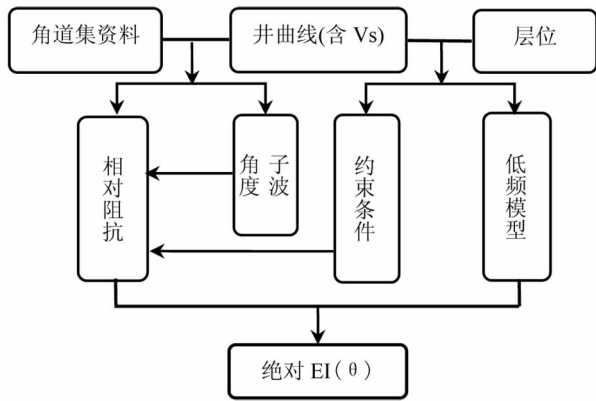 角道集资料
井曲线(含 Vs)
层位
相对阻抗
角度子波
约束条件
低频模型
绝对 EI(θ)